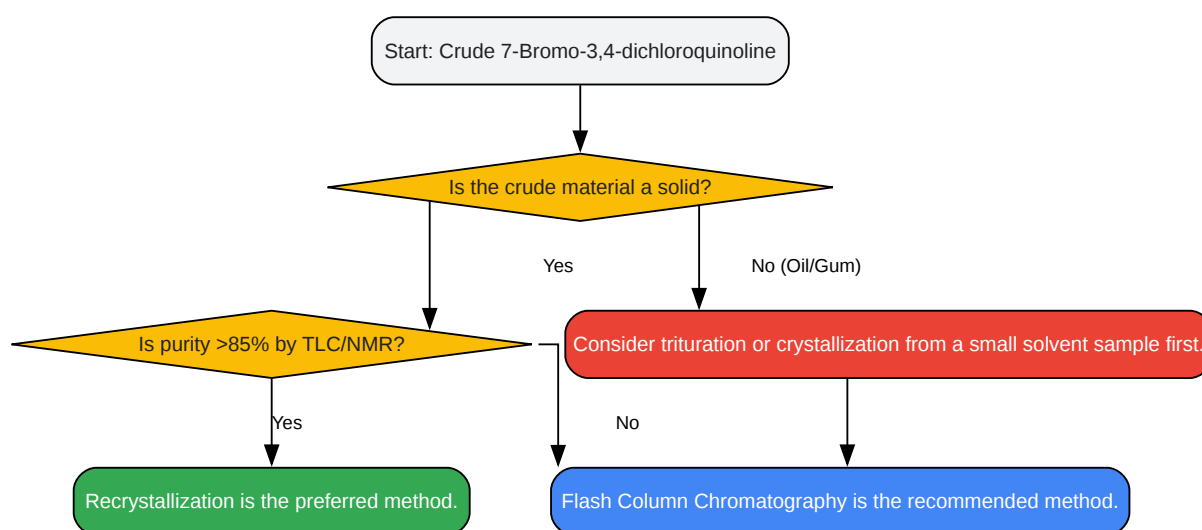 Start: Crude 7-Bromo-3,4-dichloroquinoline
Is the crude material a solid?
Yes
No (Oil/Gum)
Is purity >85% by TLC/NMR?
Consider trituration or crystallization from a small solvent sample first.
Yes
No
Recrystallization is the preferred method.
Flash Column Chromatography is the recommended method.